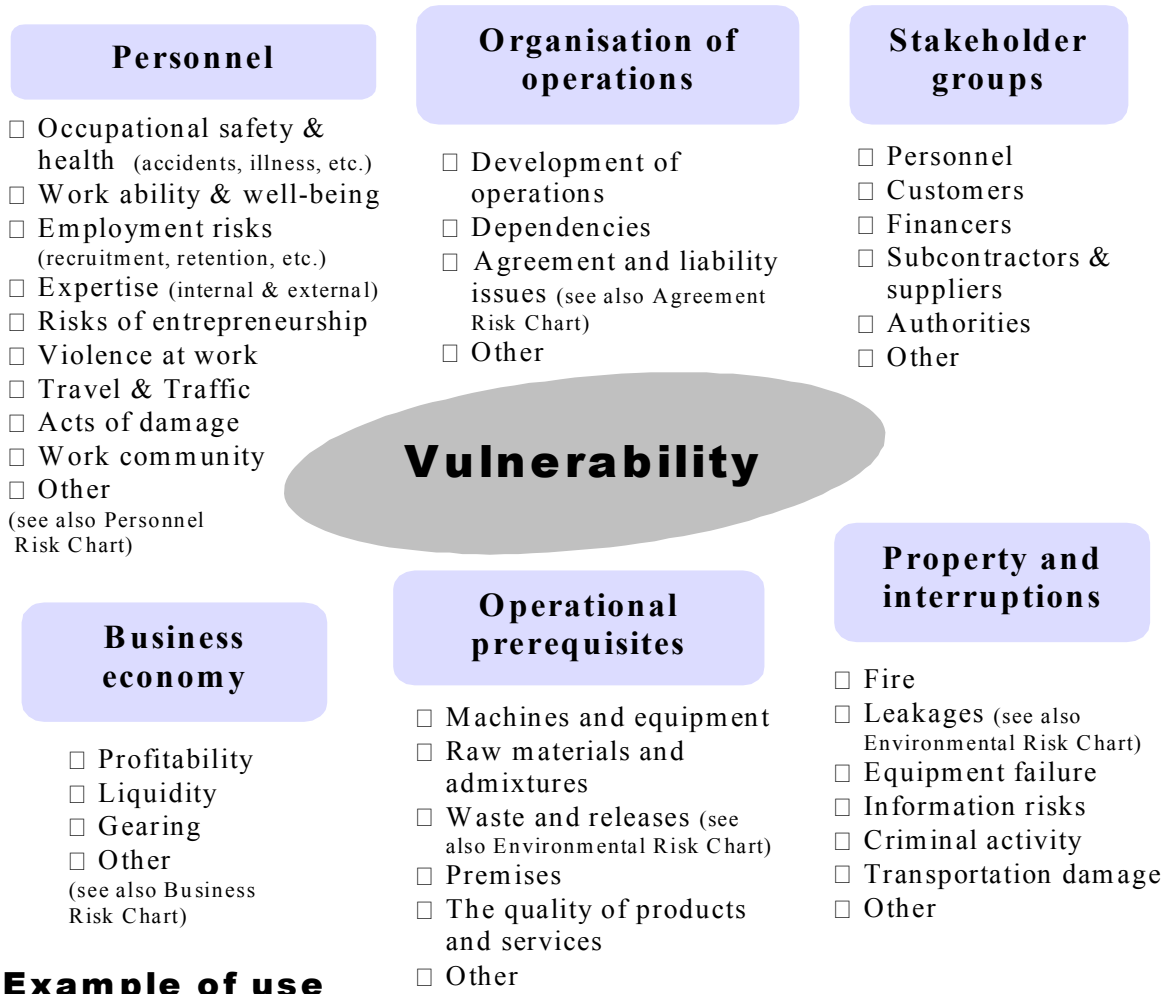 Personnel
□ Occupational safety &
health (accidents, illness, etc.)
□ Work ability & well-being
□ Employment risks
(recruitment, retention, etc.)
□ Expertise (internal & external)
□ Risks of entrepreneurship
□ Violence at work
□ Travel & Traffic
□ Acts of damage
□ Work community
□ Other
(see also Personnel
Risk Chart)
Organisation of
operations
□ Development of
operations
□ Dependencies
□ Agreement and liability
issues (see also Agreement
Risk Chart)
□ Other
Stakeholder
groups
□ Personnel
□ Customers
□ Financers
□ Subcontractors &
suppliers
□ Authorities
□ Other
Vulnerability
Business
economy
□ Profitability
□ Liquidity
□ Gearing
□ Other
(see also Business
Risk Chart)
Operational
prerequisites
□ Machines and equipment
□ Raw materials and
admixtures
□ Waste and releases (see
also Environmental Risk Chart)
□ Premises
□ The quality of products
and services
□ Other
Property and
interruptions
□ Fire
□ Leakages (see also
Environmental Risk Chart)
□ Equipment failure
□ Information risks
□ Criminal activity
□ Transportation damage
□ Other
Example of use